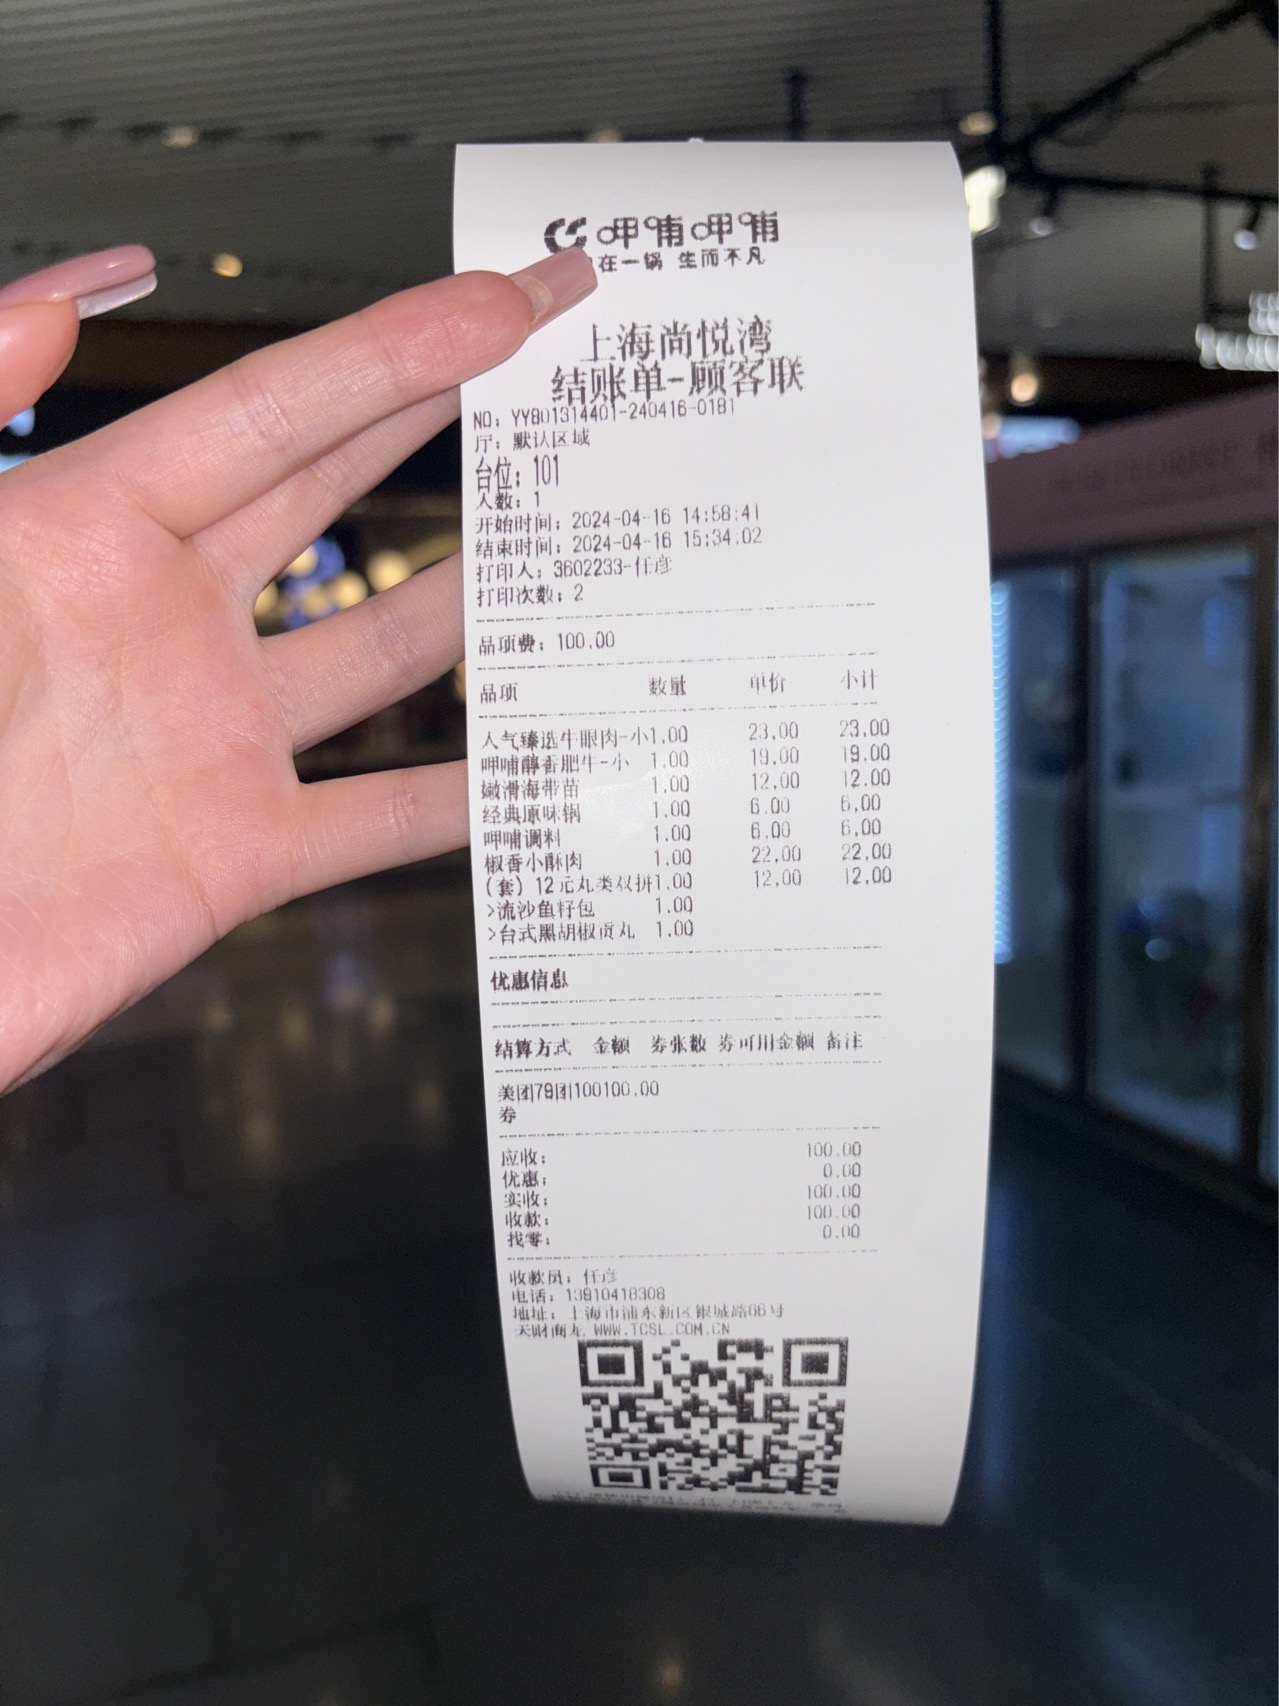 呷哺呷哺
在一锅 生而不凡
上海尚悦湾
结账单-顾客联
NO: YY801314401-240416-0181
厅: 默认区域
台位: 101
人数: 1
开始时间: 2024-04-16 14:58:41
结束时间: 2024-04-16 15:34:02
打印人: 3602233-任彦
打印次数: 2
品项费: 100.00
品项 数量 单价 小计
人气臻选牛眼肉-小1.00 23.00 23.00
呷哺醇香肥牛-小 1.00 19.00 19.00
嫩滑海带苗 1.00 12.00 12.00
经典原味锅 1.00 6.00 6.00
呷哺调料 1.00 6.00 6.00
椒香小酥肉 1.00 22.00 22.00
(套) 12元丸类双拼1.00 12.00 12.00
>流沙鱼籽包 1.00
>台式黑胡椒贡丸 1.00
优惠信息
结算方式 金额 券张数 券可用金额 备注
美团79团100100.00
券
应收: 100.00
优惠: 0.00
实收: 100.00
收款: 100.00
找零: 0.00
收款员: 任彦
电话: 13910418308
地址: 上海市浦东新区银城路66号
天财商龙 WWW.TCSL.COM.CN